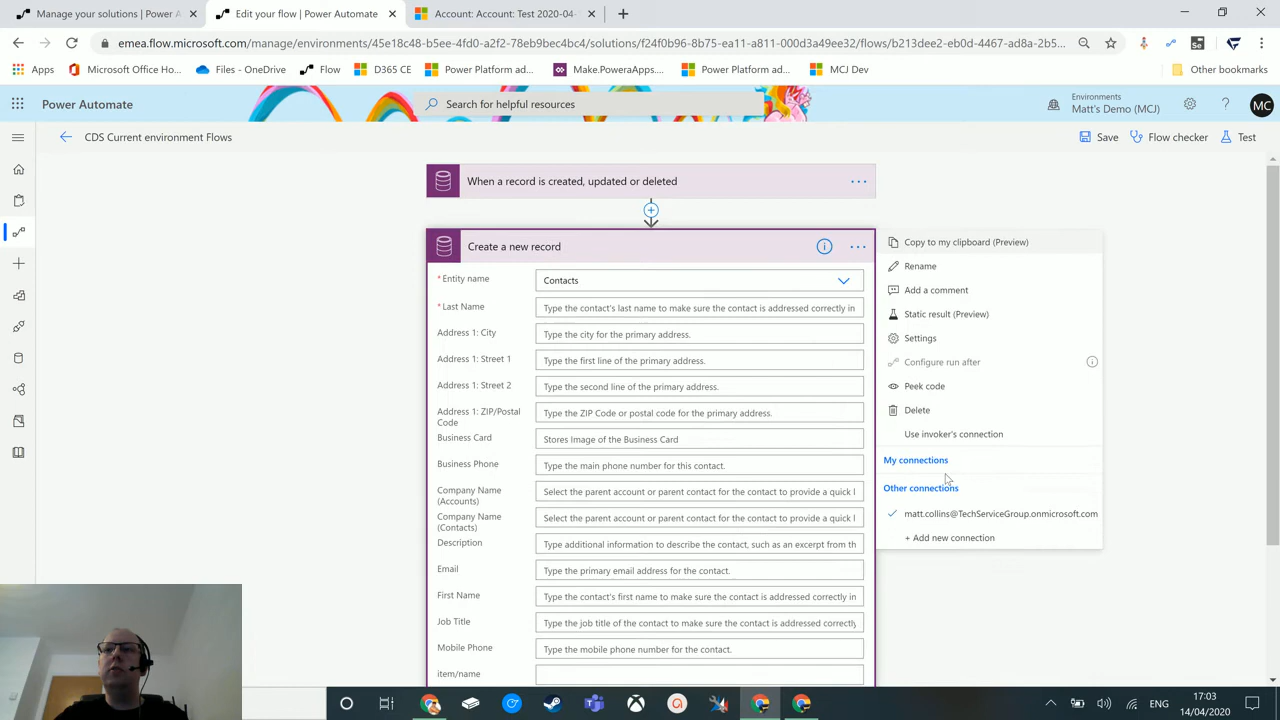 Manage your solutions | Power A
Edit your flow | Power Automate
Account: Account: Test 2020-04-
emea.flow.microsoft.com/manage/environments/45e18c48-b5ee-4fd0-a2f2-78eb9bec4bc4/solutions/f24f0b96-8b75-ea11-a811-000d3a49ee32/flows/b213dee2-eb0d-4467-ad8a-2b5...
Apps
Microsoft Office Ho...
Files - OneDrive
Flow
D365 CE
Power Platform ad...
Make.PoweraApps....
Power Platform ad...
MCJ Dev
Other bookmarks
Power Automate
Search for helpful resources
Environments
Matt's Demo (MCJ)
MC
CDS Current environment Flows
Save
Flow checker
Test
When a record is created, updated or deleted
Create a new record
* Entity name
Contacts
* Last Name
Type the contact's last name to make sure the contact is addressed correctly in
Address 1: City
Type the city for the primary address.
Address 1: Street 1
Type the first line of the primary address.
Address 1: Street 2
Type the second line of the primary address.
Address 1: ZIP/Postal
Code
Type the ZIP Code or postal code for the primary address.
Business Card
Stores Image of the Business Card
Business Phone
Type the main phone number for this contact.
Company Name
(Accounts)
Select the parent account or parent contact for the contact to provide a quick l
Company Name
(Contacts)
Select the parent account or parent contact for the contact to provide a quick l
Description
Type additional information to describe the contact, such as an excerpt from th
Email
Type the primary email address for the contact.
First Name
Type the contact's first name to make sure the contact is addressed correctly in
Job Title
Type the job title of the contact to make sure the contact is addressed correctly
Mobile Phone
Type the mobile phone number for the contact.
item/name
Copy to my clipboard (Preview)
Rename
Add a comment
Static result (Preview)
Settings
Configure run after
Peek code
Delete
Use invoker's connection
My connections
Other connections
matt.collins@TechServiceGroup.onmicrosoft.com
+ Add new connection
17:03
14/04/2020